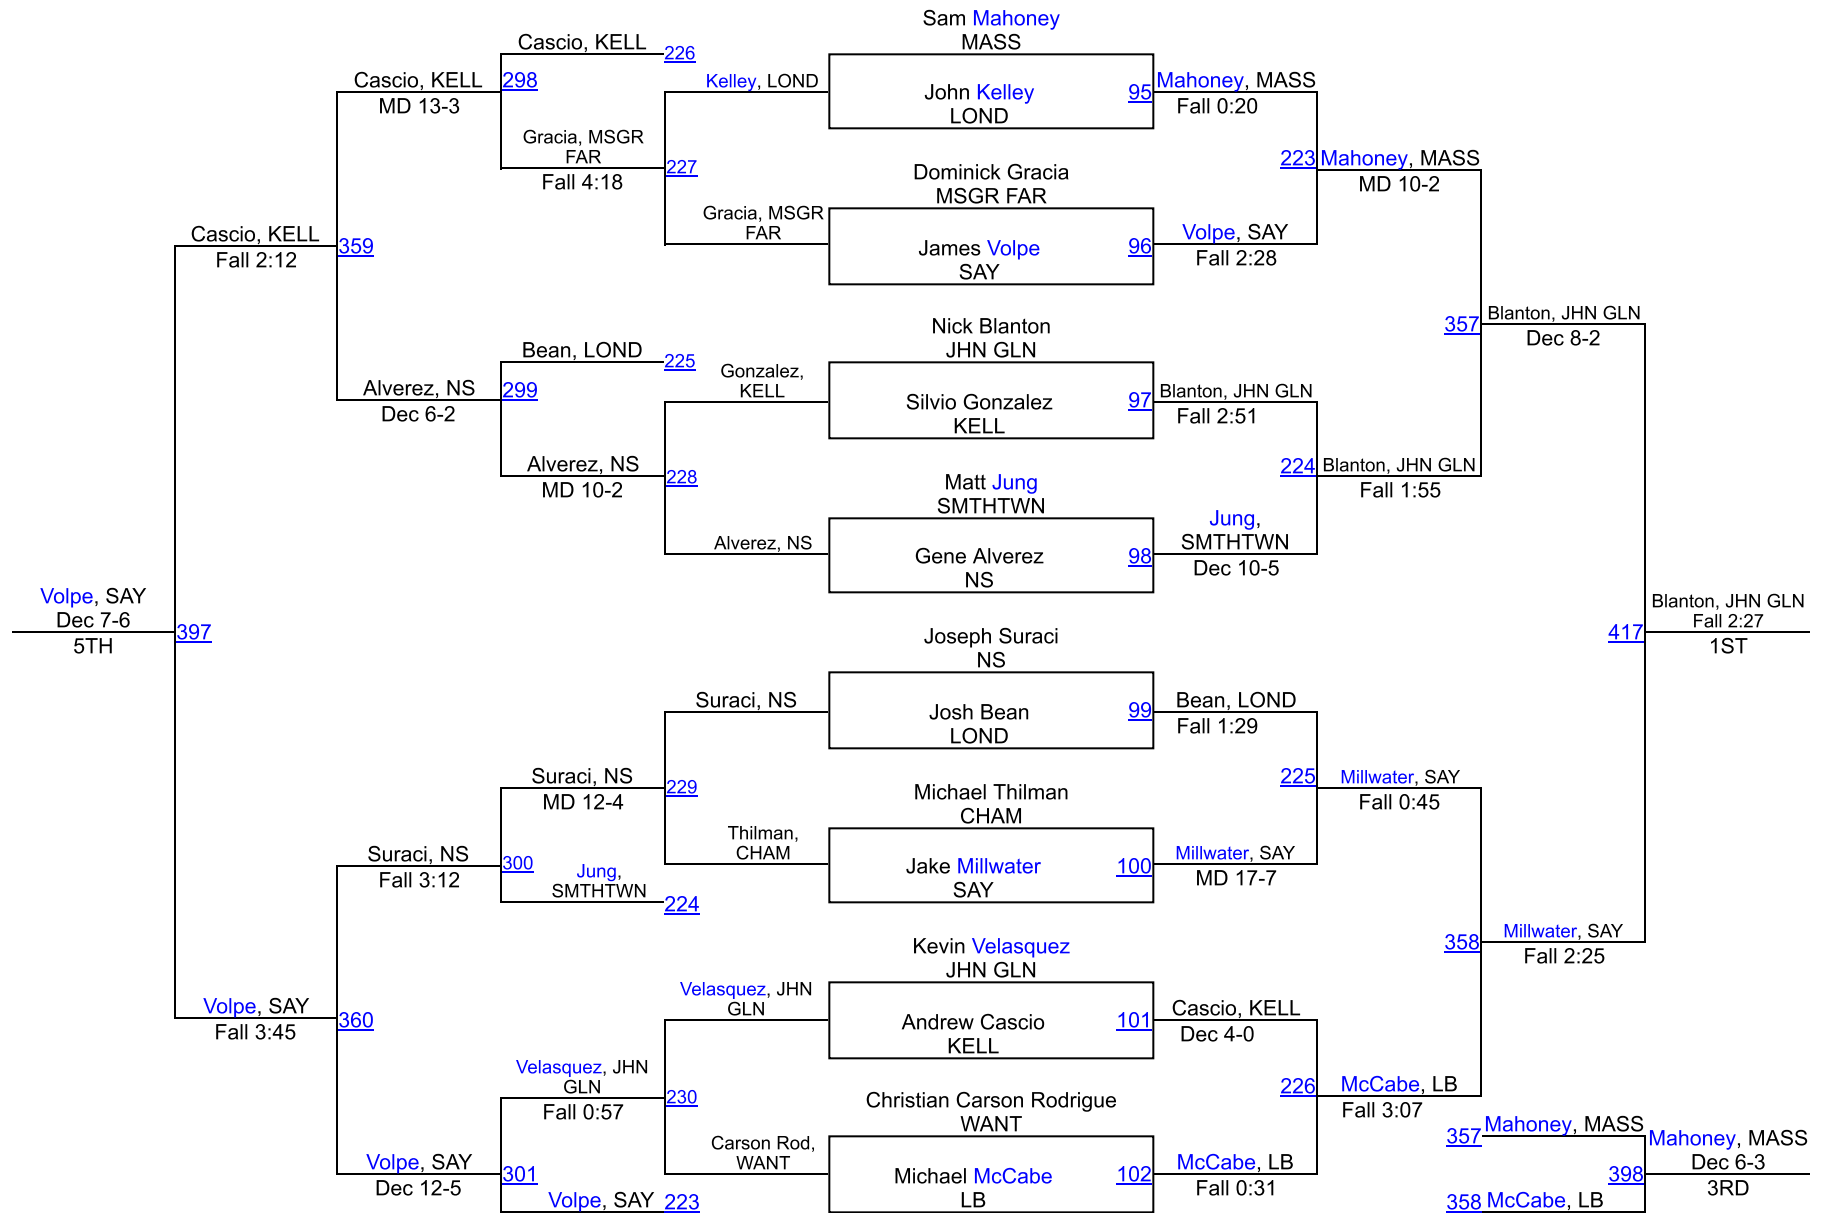 Sam Mahoney
MASS
Cascio, KELL
226
Cascio, KELL
298
MD 13-3
Kelley, LOND
John Kelley
LOND
95
Mahoney, MASS
Fall 0:20
Gracia, MSGR
FAR
Fall 4:18
227
Dominick Gracia
MSGR FAR
223
Mahoney, MASS
MD 10-2
Gracia, MSGR
FAR
James Volpe
SAY
96
Volpe, SAY
Fall 2:28
Cascio, KELL
Fall 2:12
359
Nick Blanton
JHN GLN
357
Blanton, JHN GLN
Dec 8-2
Bean, LOND
225
Alverez, NS
Dec 6-2
299
Gonzalez,
KELL
Silvio Gonzalez
KELL
97
Blanton, JHN GLN
Fall 2:51
Alverez, NS
MD 10-2
228
Matt Jung
SMTHTWN
224
Blanton, JHN GLN
Fall 1:55
Alverez, NS
Gene Alverez
NS
98
Jung,
SMTHTWN
Dec 10-5
Volpe, SAY
Dec 7-6
5TH
397
Joseph Suraci
NS
417
Blanton, JHN GLN
Fall 2:27
1ST
Suraci, NS
Josh Bean
LOND
99
Bean, LOND
Fall 1:29
Suraci, NS
MD 12-4
229
Michael Thilman
CHAM
225
Millwater, SAY
Fall 0:45
Thilman,
CHAM
Jake Millwater
SAY
100
Millwater, SAY
MD 17-7
Suraci, NS
Fall 3:12
300
Jung,
SMTHTWN
224
Kevin Velasquez
JHN GLN
358
Millwater, SAY
Fall 2:25
Volpe, SAY
Fall 3:45
360
Velasquez, JHN
GLN
Andrew Cascio
KELL
101
Cascio, KELL
Dec 4-0
Velasquez, JHN
GLN
Fall 0:57
230
Christian Carson Rodrigue
WANT
226
McCabe, LB
Fall 3:07
Carson Rod,
WANT
Michael McCabe
LB
102
McCabe, LB
Fall 0:31
Volpe, SAY
Dec 12-5
301
Volpe, SAY
223
357
Mahoney, MASS
398
Mahoney, MASS
Dec 6-3
3RD
358
McCabe, LB